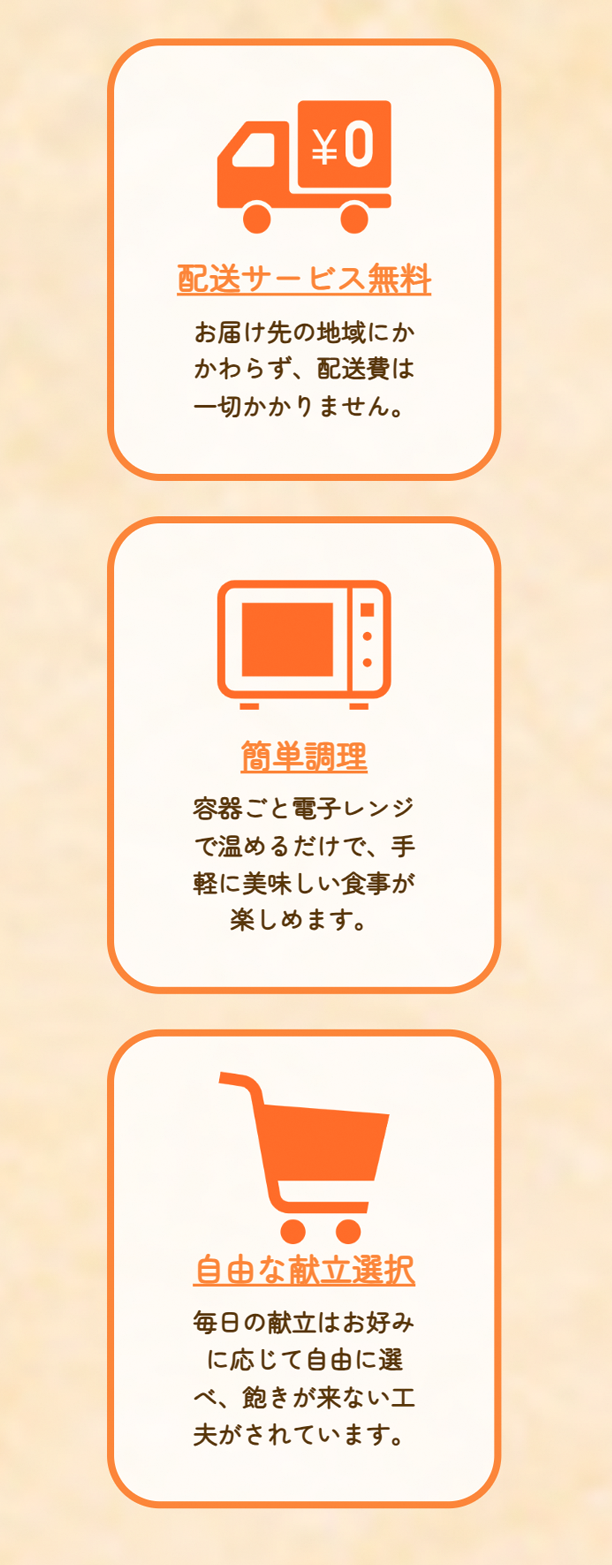 ¥0
配送サービス無料
お届け先の地域にか
かわらず、配送費は
一切かかりません。
簡単調理
容器ごと電子レンジ
で温めるだけで、手
軽に美味しい食事が
楽しめます。
自由な献立選択
毎日の献立はお好み
に応じて自由に選
べ、飽きが来ない工
夫がされています。